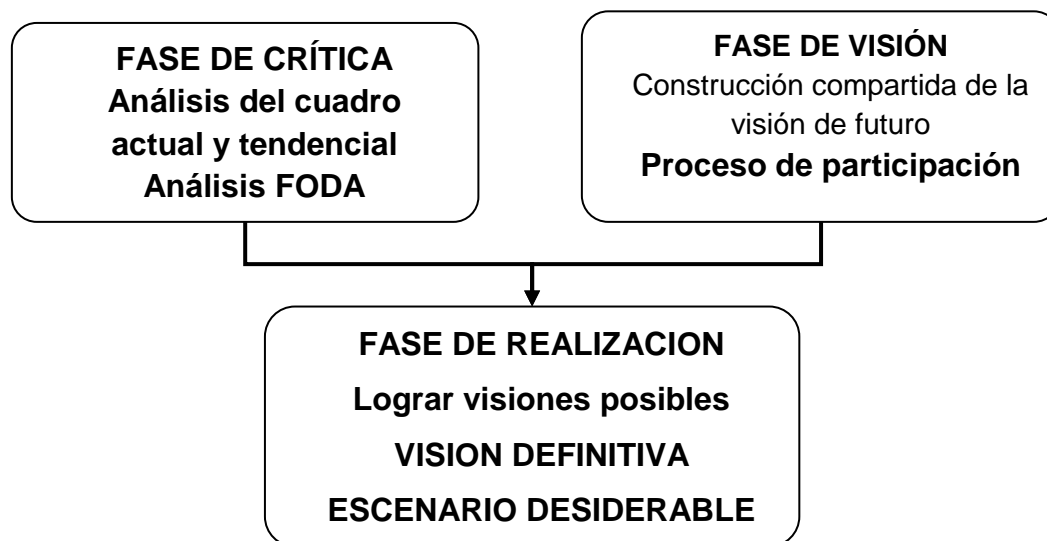 FASE DE CRÍTICA
Análisis del cuadro
actual y tendencial
Análisis FODA
FASE DE VISIÓN
Construcción compartida de la
visión de futuro
Proceso de participación
FASE DE REALIZACION
Lograr visiones posibles
VISION DEFINITIVA
ESCENARIO DESIDERABLE